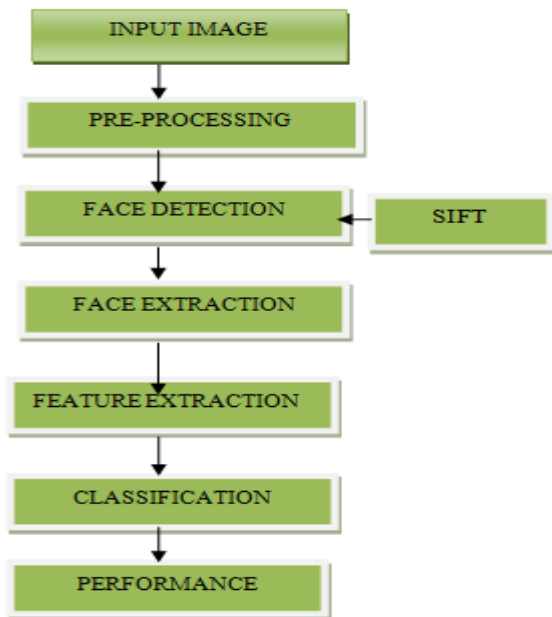 INPUT IMAGE
PRE-PROCESSING
FACE DETECTION
SIFT
FACE EXTRACTION
FEATURE EXTRACTION
CLASSIFICATION
PERFORMANCE